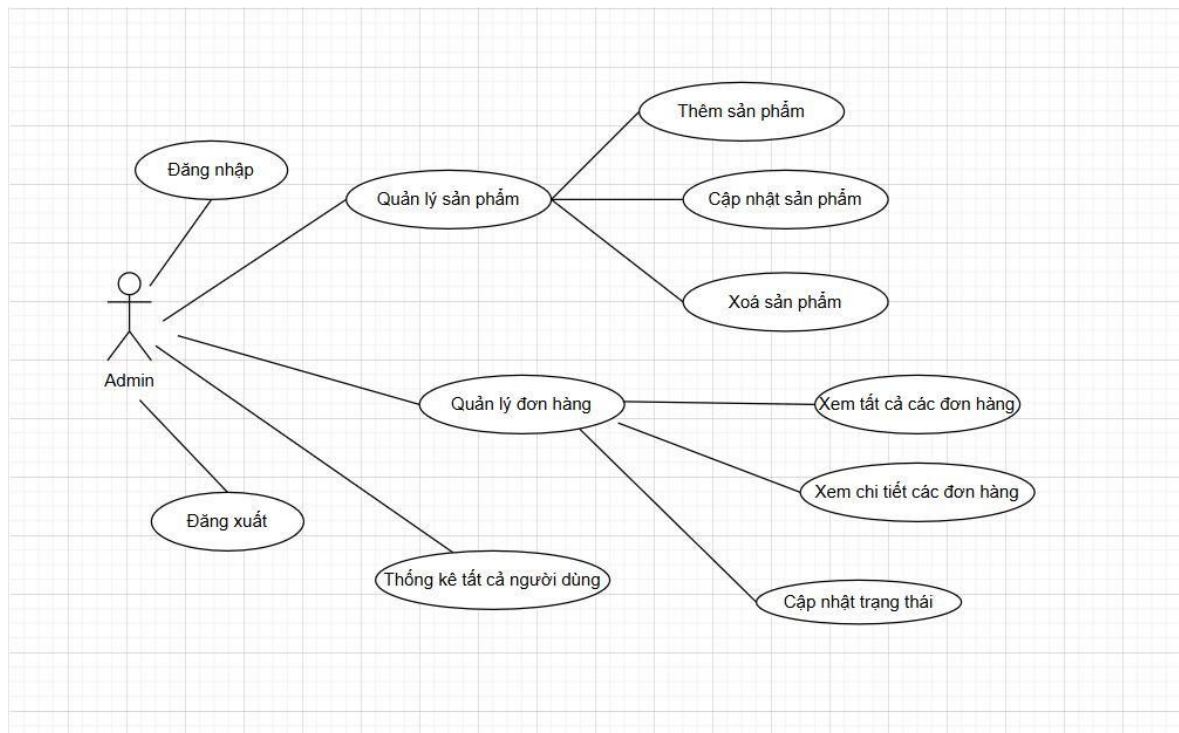 Thêm sản phẩm
Đăng nhập
Quản lý sản phẩm
Cập nhật sản phẩm
Xoá sản phẩm
Admin
Quản lý đơn hàng
Xem tất cả các đơn hàng
Xem chi tiết các đơn hàng
Đăng xuất
Thống kê tất cả người dùng
Cập nhật trạng thái